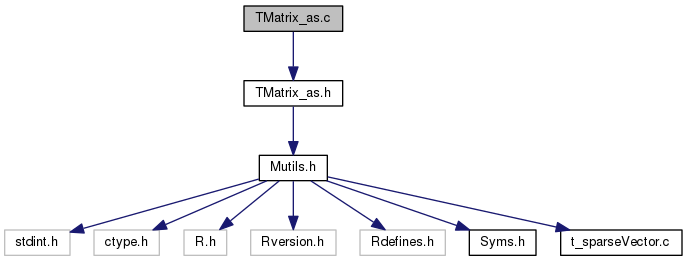 TMatrix_as.c
TMatrix_as.h
Mutils.h
stdint.h
ctype.h
R.h
Rversion.h
Rdefines.h
Syms.h
t_sparseVector.c